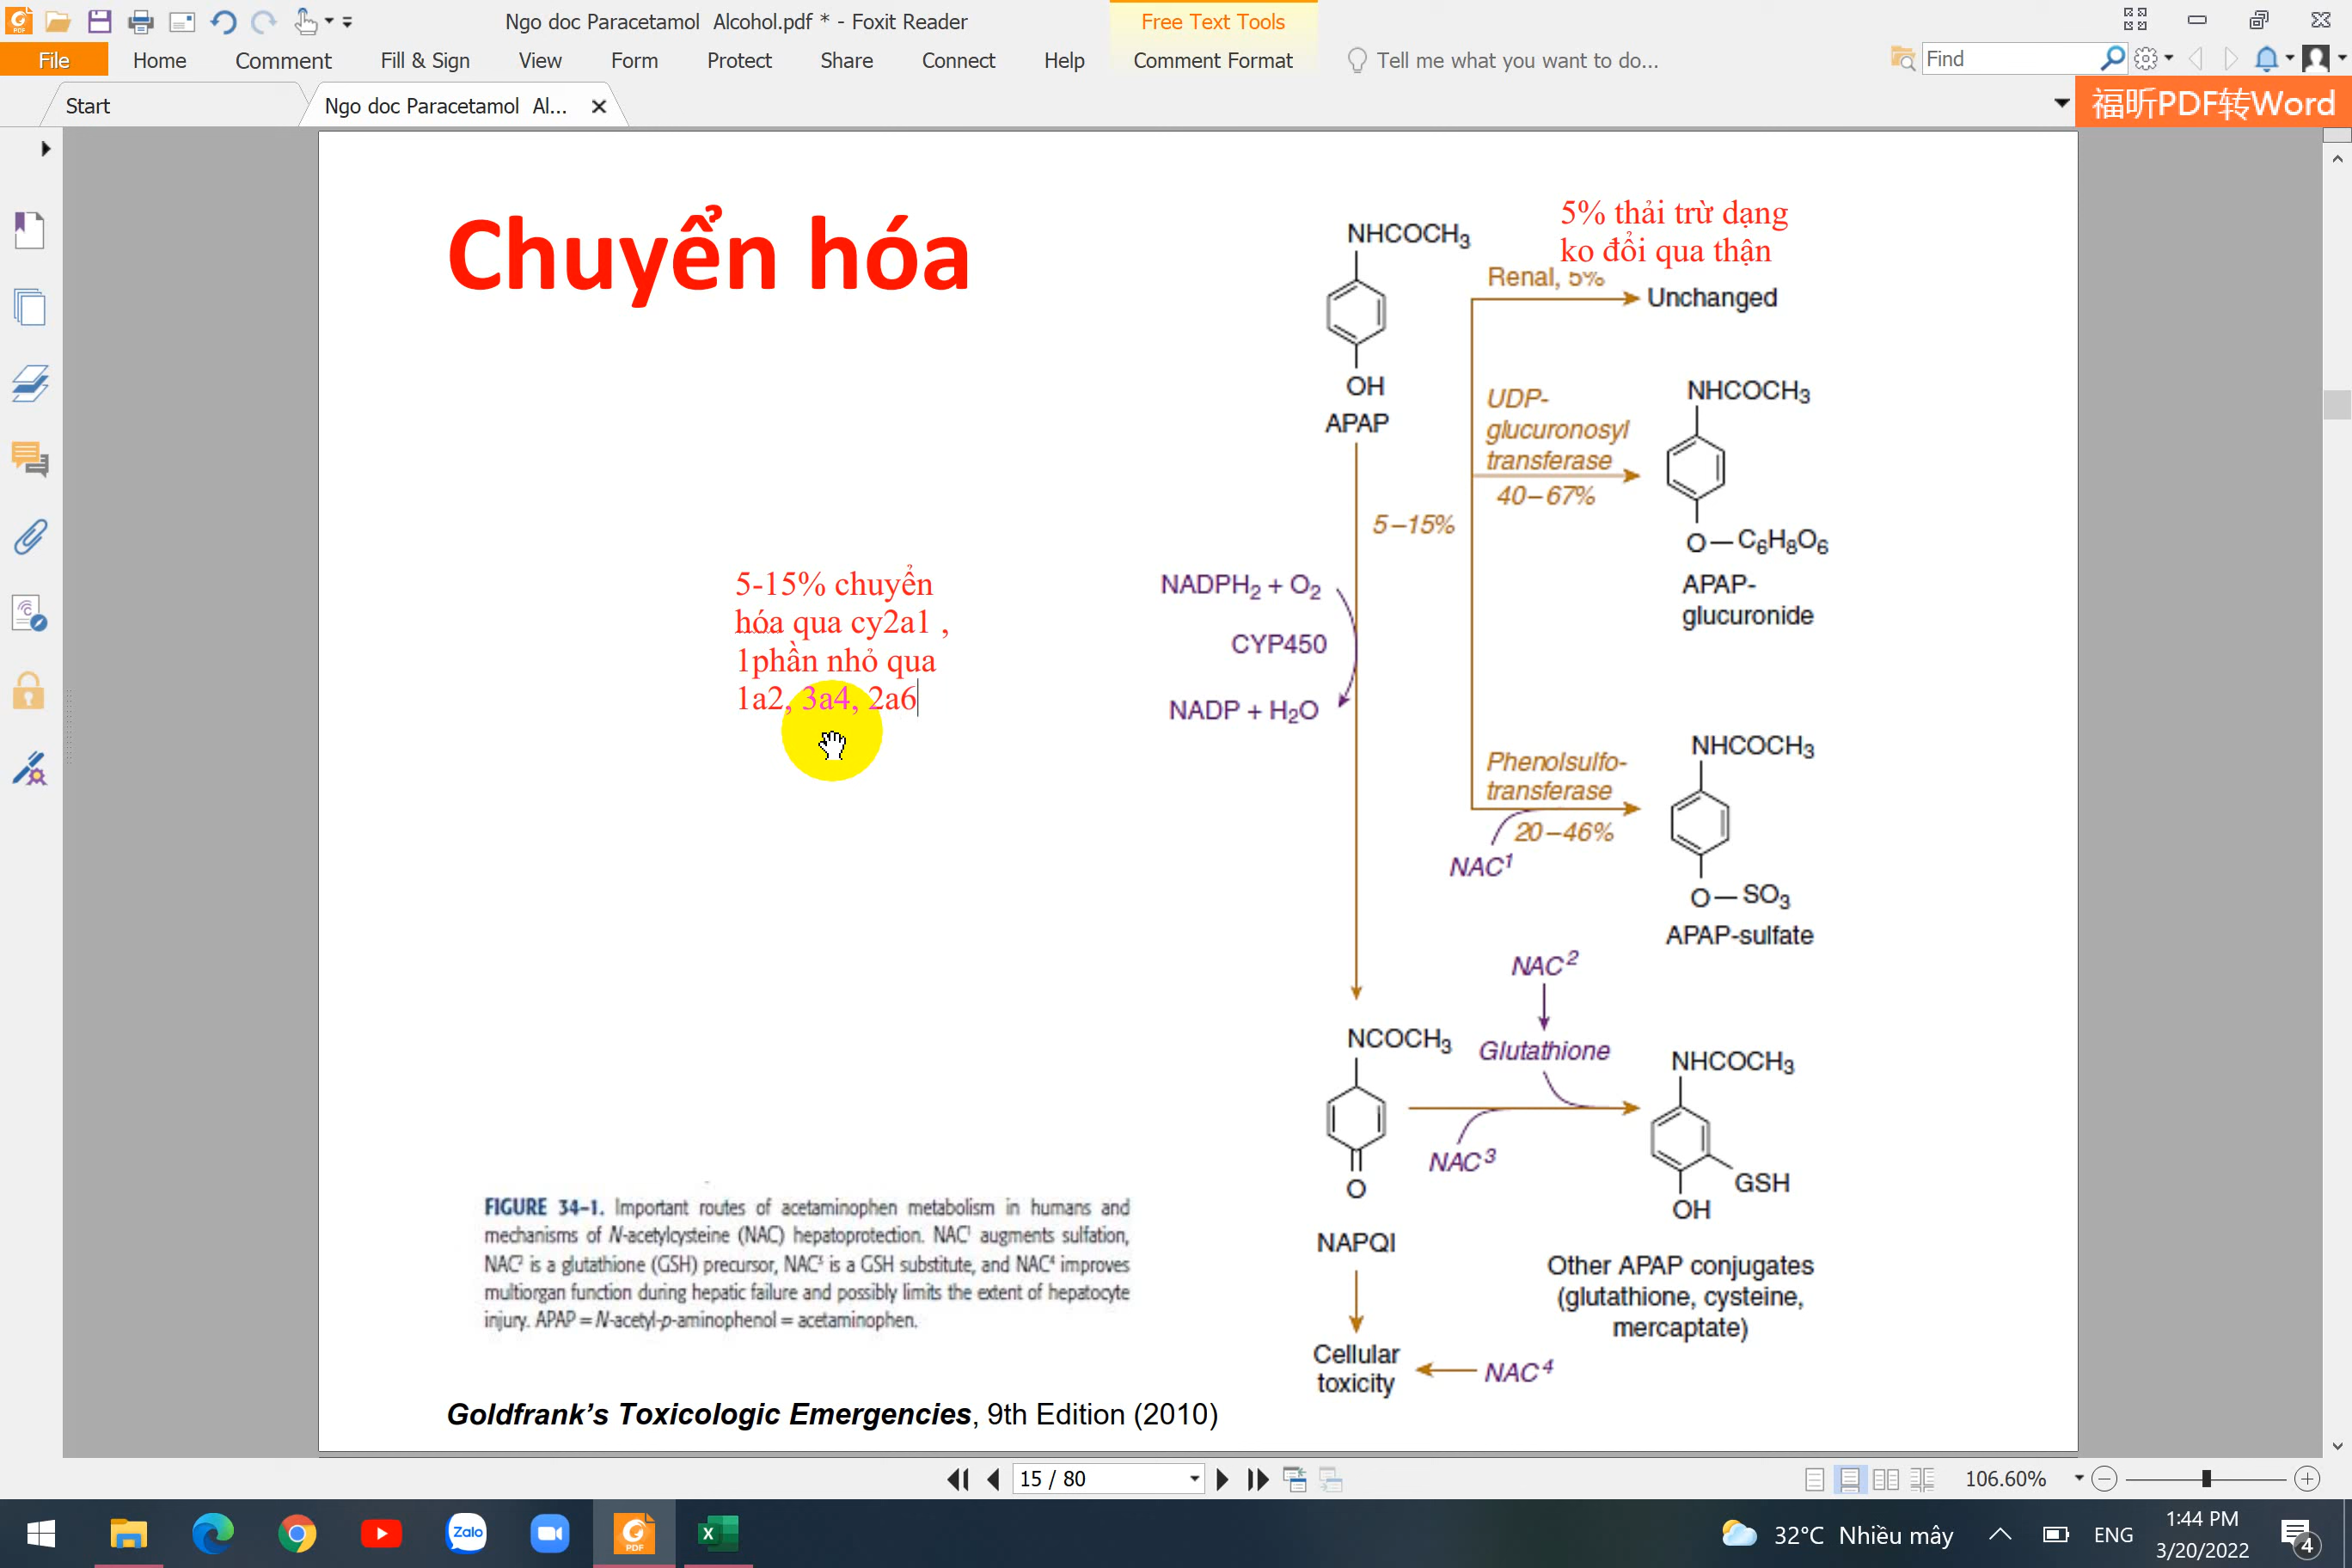 Ngo doc Paracetamol  Alcohol.pdf * - Foxit Reader
Free Text Tools
File
Home
Comment
Fill & Sign
View
Form
Protect
Share
Connect
Help
Comment Format
Tell me what you want to do...
Find
Start
Ngo doc Paracetamol  Al...
福昕PDF转Word
Chuyển hóa
5% thải trừ dạng
ko đổi qua thận
NHCOCH3
Renal, 5%
Unchanged
OH
APAP
UDP-
glucuronosyl
transferase
40–67%
NHCOCH3
O—C6H8O6
APAP-
glucuronide
5–15%
5-15% chuyển
hóa qua cy2a1 ,
1phần nhỏ qua
1a2, 3a4, 2a6
NADPH2 + O2
CYP450
NADP + H2O
Phenolsulfo-
transferase
20–46%
NAC1
NHCOCH3
O—SO3
APAP-sulfate
NAC2
Glutathione
NCOCH3
O
NAPQI
NAC3
NHCOCH3
GSH
OH
Other APAP conjugates
(glutathione, cysteine,
mercaptate)
Cellular
toxicity
NAC4
FIGURE 34–1. Important routes of acetaminophen metabolism in humans and
mechanisms of N-acetylcysteine (NAC) hepatoprotection. NAC1 augments sulfation,
NAC2 is a glutathione (GSH) precursor, NAC3 is a GSH substitute, and NAC4 improves
multiorgan function during hepatic failure and possibly limits the extent of hepatocyte
injury. APAP = N-acetyl-p-aminophenol = acetaminophen.
Goldfrank’s Toxicologic Emergencies, 9th Edition (2010)
15 / 80
106.60%
Zalo
PDF
32°C  Nhiều mây
ENG
1:44 PM
3/20/2022
4